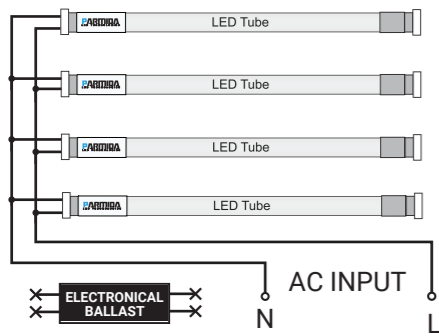 LED Tube
LED Tube
LED Tube
LED Tube
AC INPUT
ELECTRONICAL
BALLAST
N
L